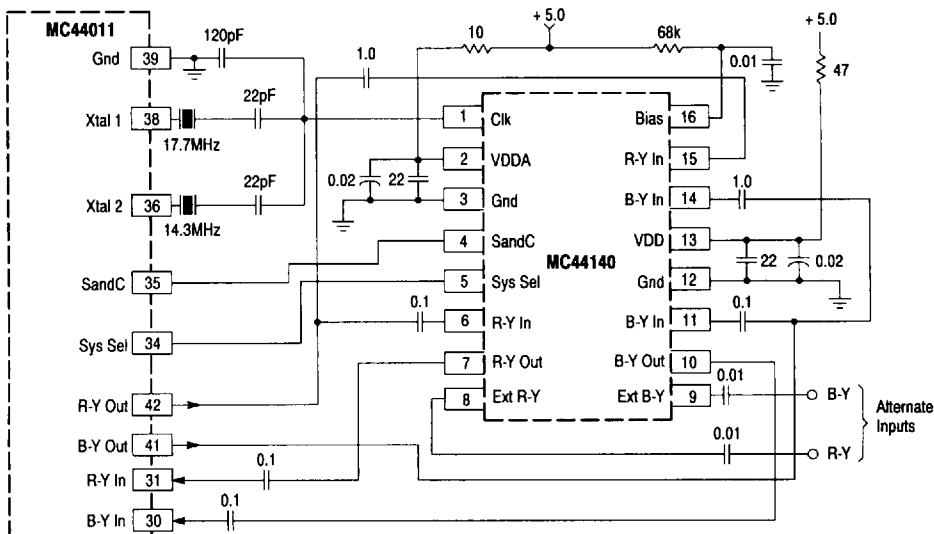 MC44011
Gnd 39
120pF
Xtal 1 38
17.7MHz
22pF
Xtal 2 36
14.3MHz
22pF
SandC 35
Sys Sel 34
R-Y Out 42
B-Y Out 41
R-Y In 31
0.1
B-Y In 30
0.1
1.0
+ 5.0
10
68k
0.01
+ 5.0
47
MC44140
1 Clk
2 VDDA
0.02
22
3 Gnd
4 SandC
5 Sys Sel
0.1
6 R-Y In
7 R-Y Out
8 Ext R-Y
Bias 16
R-Y In 15
B-Y In 14
1.0
VDD 13
22
0.02
Gnd 12
B-Y In 11
0.1
B-Y Out 10
Ext B-Y 9
0.01
B-Y
0.01
R-Y
Alternate
Inputs